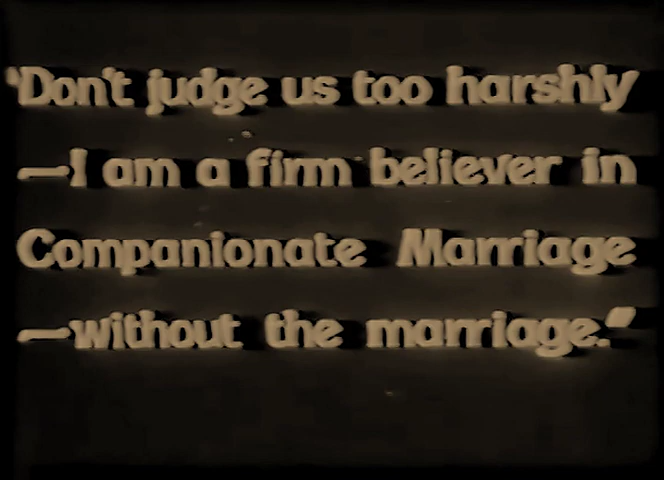 "Don't judge us too harshly
—I am a firm believer in
Companionate Marriage
—without the marriage."